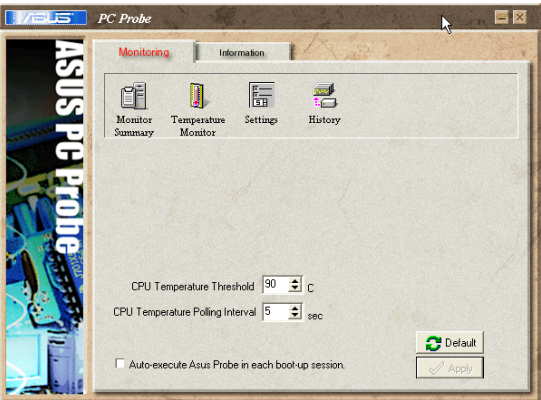 ASUS PC Probe
ASUS PC Probe
Monitoring Information
Monitor Summary
Temperature Monitor
Settings
History
CPU Temperature Threshold 90 C
CPU Temperature Polling Interval 5 sec
Default
Auto-execute Asus Probe in each boot-up session.
Apply